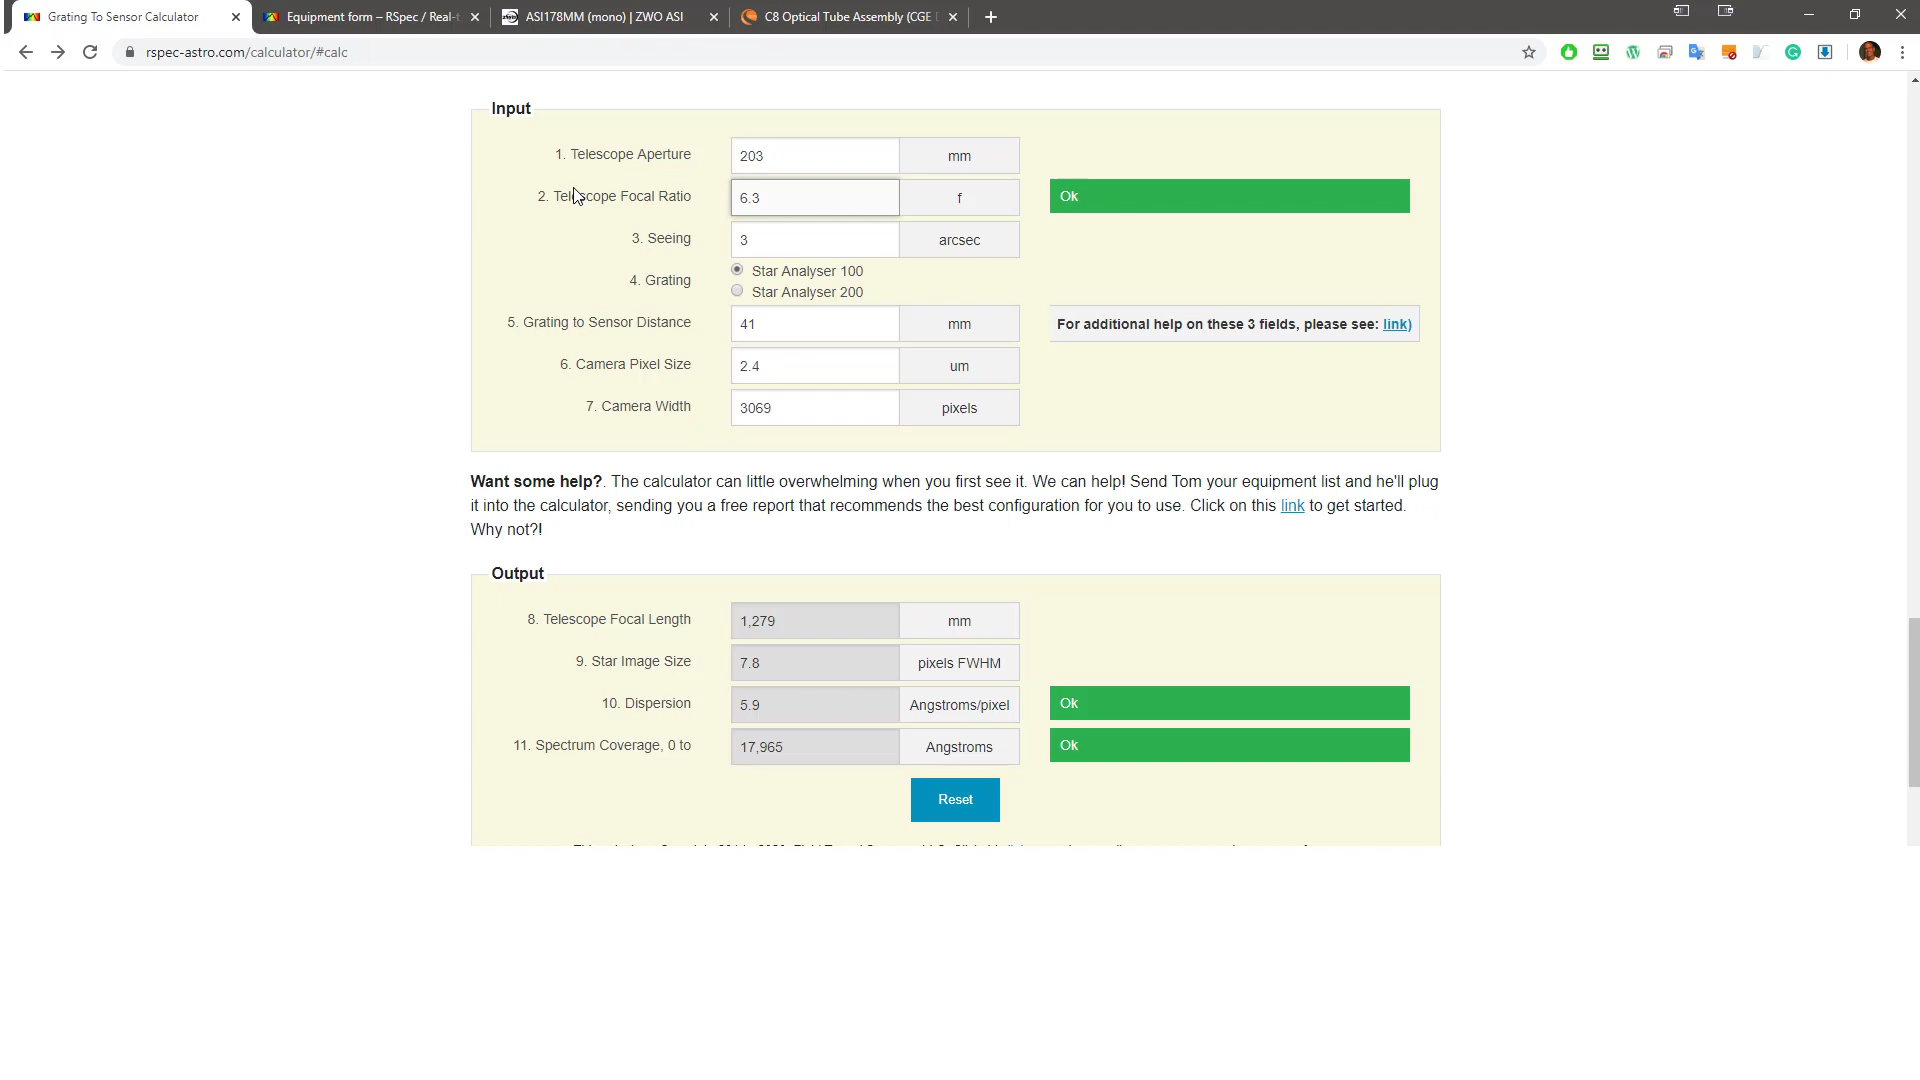 Grating To Sensor Calculator
Equipment form – RSpec / Real-t
ASI178MM (mono) | ZWO ASI
C8 Optical Tube Assembly (CGE
rspec-astro.com/calculator/#calc
Input
1. Telescope Aperture 203 mm
2. Telescope Focal Ratio 6.3 f Ok
3. Seeing 3 arcsec
4. Grating Star Analyser 100
Star Analyser 200
5. Grating to Sensor Distance 41 mm For additional help on these 3 fields, please see: link)
6. Camera Pixel Size 2.4 um
7. Camera Width 3069 pixels
Want some help?. The calculator can little overwhelming when you first see it. We can help! Send Tom your equipment list and he'll plug
it into the calculator, sending you a free report that recommends the best configuration for you to use. Click on this link to get started.
Why not?!
Output
8. Telescope Focal Length 1,279 mm
9. Star Image Size 7.8 pixels FWHM
10. Dispersion 5.9 Angstroms/pixel Ok
11. Spectrum Coverage, 0 to 17,965 Angstroms Ok
Reset